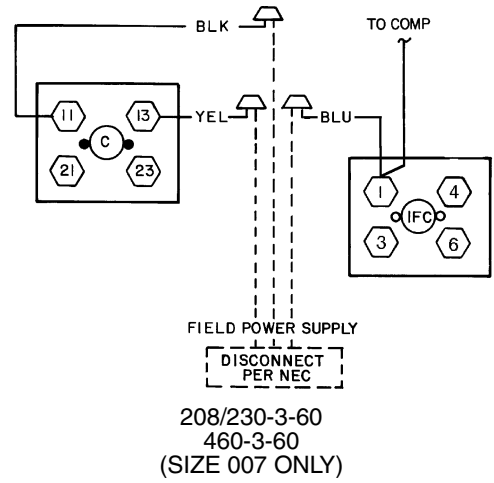 BLK
TO COMP
11
13
YEL
BLU
C
21
23
1
4
IFC
3
6
FIELD POWER SUPPLY
DISCONNECT
PER NEC
208/230-3-60
460-3-60
(SIZE 007 ONLY)